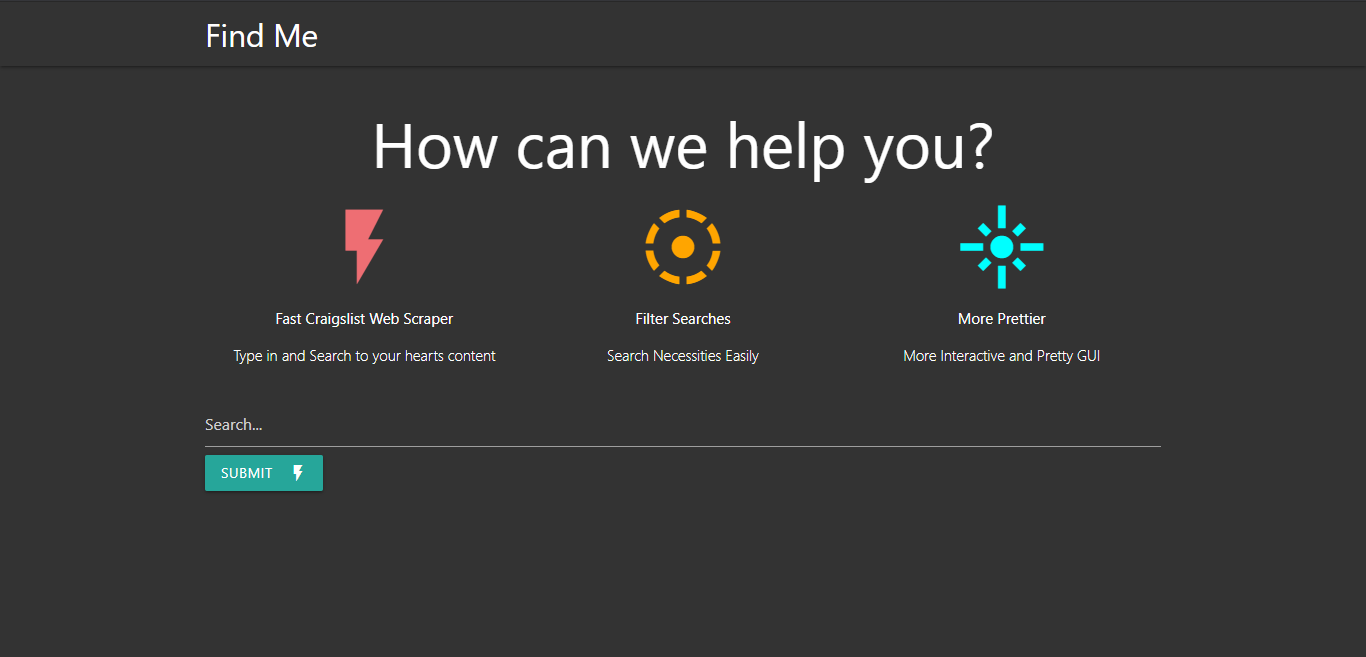 Find Me
How can we help you?
Fast Craigslist Web Scraper
Type in and Search to your hearts content
Filter Searches
Search Necessities Easily
More Prettier
More Interactive and Pretty GUI
Search...
SUBMIT